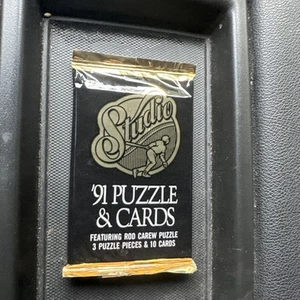 Studio
'91 PUZZLE
& CARDS
FEATURING ROD CAREW PUZZLE
3 PUZZLE PIECES & 10 CARDS